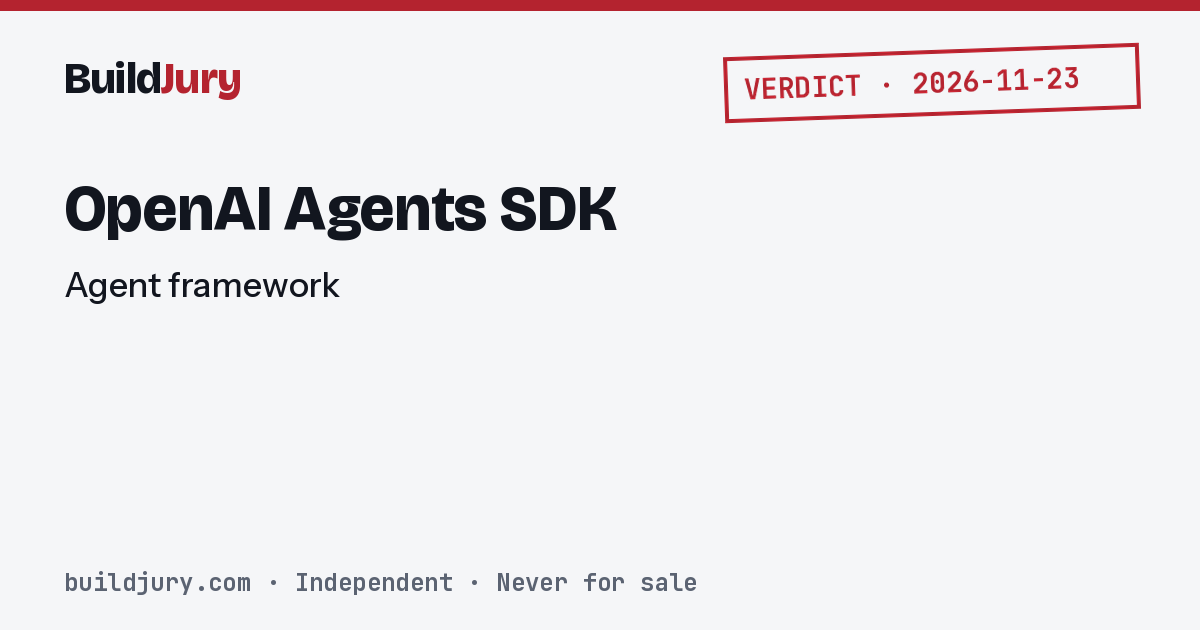 BuildJury
VERDICT · 2026-11-23
OpenAI Agents SDK
Agent framework
buildjury.com · Independent · Never for sale